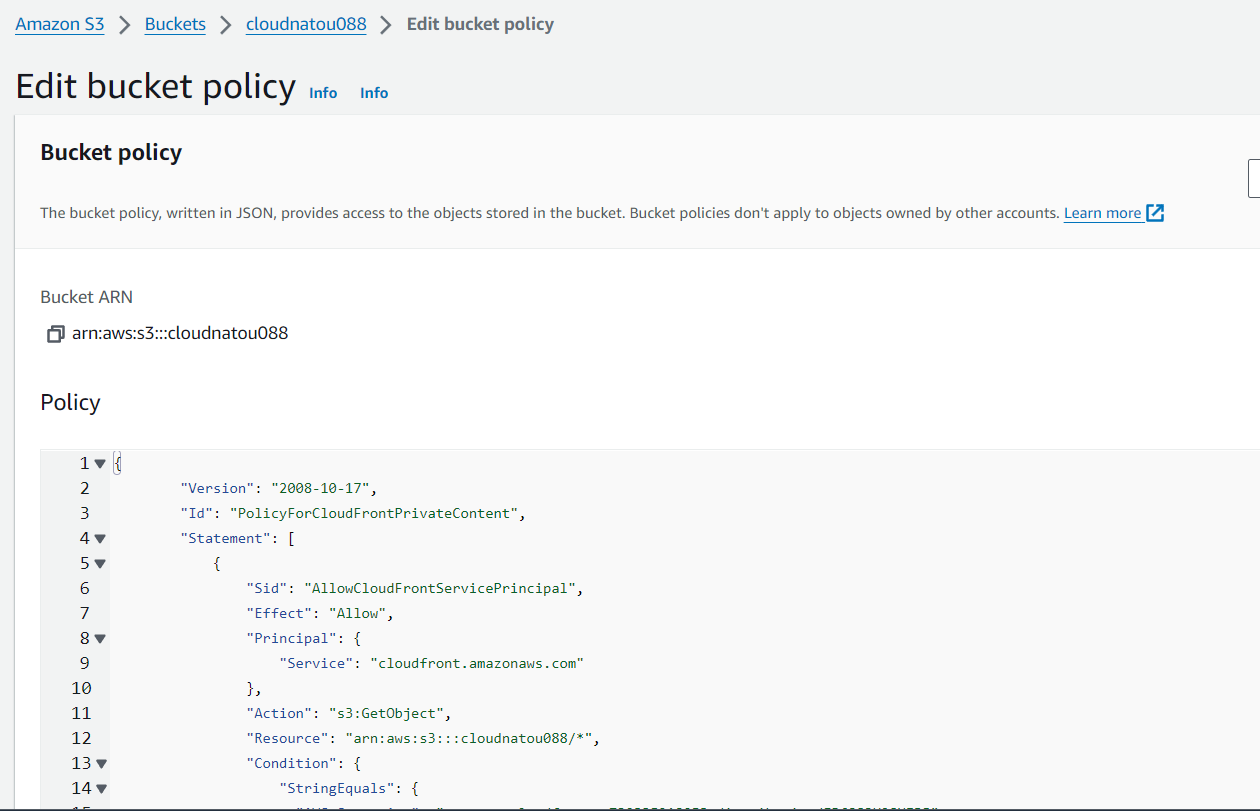 Amazon S3 > Buckets > cloudnatou088 > Edit bucket policy
Edit bucket policy Info Info
Bucket policy
The bucket policy, written in JSON, provides access to the objects stored in the bucket. Bucket policies don't apply to objects owned by other accounts. Learn more
Bucket ARN
arn:aws:s3:::cloudnatou088
Policy
1 {
2 "Version": "2008-10-17",
3 "Id": "PolicyForCloudFrontPrivateContent",
4 "Statement": [
5 {
6 "Sid": "AllowCloudFrontServicePrincipal",
7 "Effect": "Allow",
8 "Principal": {
9 "Service": "cloudfront.amazonaws.com"
10 },
11 "Action": "s3:GetObject",
12 "Resource": "arn:aws:s3:::cloudnatou088/*",
13 "Condition": {
14 "StringEquals": {